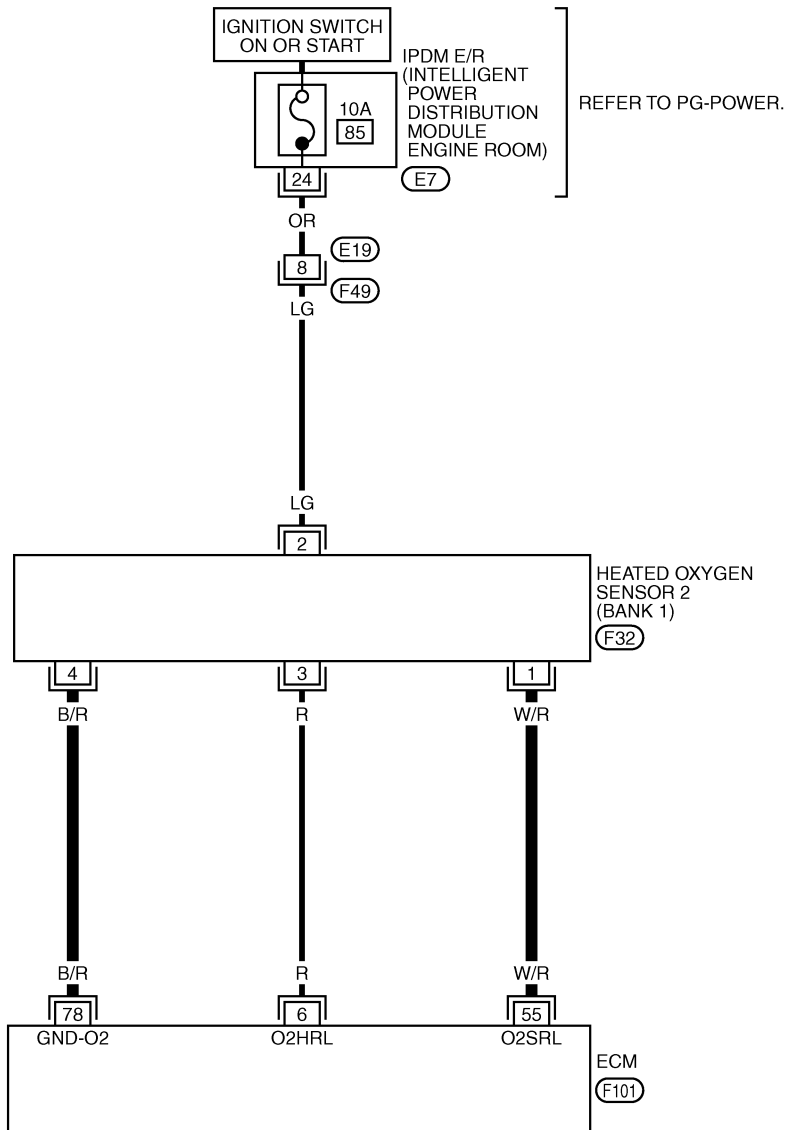 IGNITION SWITCH
ON OR START
IPDM E/R
(INTELLIGENT
POWER
DISTRIBUTION
MODULE
ENGINE ROOM)
REFER TO PG-POWER.
10A
85
24
E7
OR
E19
8
F49
LG
LG
2
HEATED OXYGEN
SENSOR 2
(BANK 1)
F32
4 3 1
B/R R W/R
B/R R W/R
78 6 55
GND-O2 O2HRL O2SRL
ECM
F101